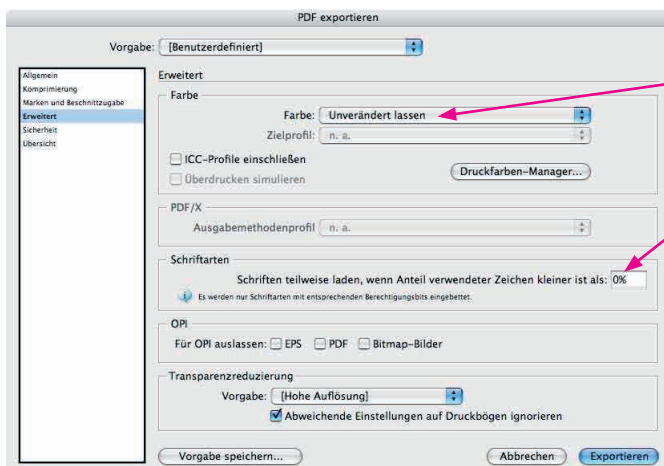 PDF exportieren
Vorgabe: [Benutzerdefiniert]
Allgemein
Komprimierung
Marken und Beschnittzugabe
Erweitert
Sicherheit
Übersicht
Erweitert
Farbe
Farbe: Unverändert lassen
Zielprofil: n. a.
ICC-Profile einschließen
Überdrucken simulieren
Druckfarben-Manager...
PDF/X
Ausgabemethodenprofil n. a.
Schriftarten
Schriften teilweise laden, wenn Anteil verwendeter Zeichen kleiner ist als: 0%
Es werden nur Schriftarten mit entsprechenden Berechtigungsbits eingebettet.
OPI
Für OPI auslassen: EPS PDF Bitmap-Bilder
Transparenzreduzierung
Vorgabe: [Hohe Auflösung]
Abweichende Einstellungen auf Druckbögen ignorieren
Vorgabe speichern... Abbrechen Exportieren